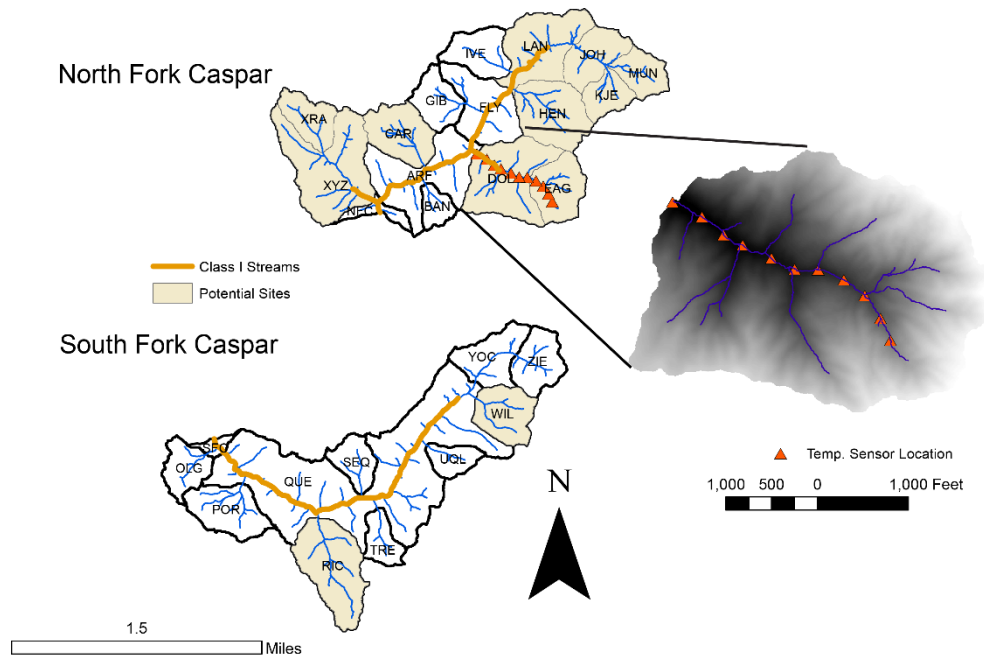 North Fork Caspar
IVE
LAN
JOH
MUN
KJE
GIB
FLY
HEN
XRA
CAR
XYZ
ARF
DOL
EAG
NFC
BAN
Class I Streams
Potential Sites
South Fork Caspar
YOC
ZIE
WIL
SFC
OLG
QUE
SEQ
UQL
POR
TRE
RIC
N
Temp. Sensor Location
1,000 500 0 1,000 Feet
1.5
Miles